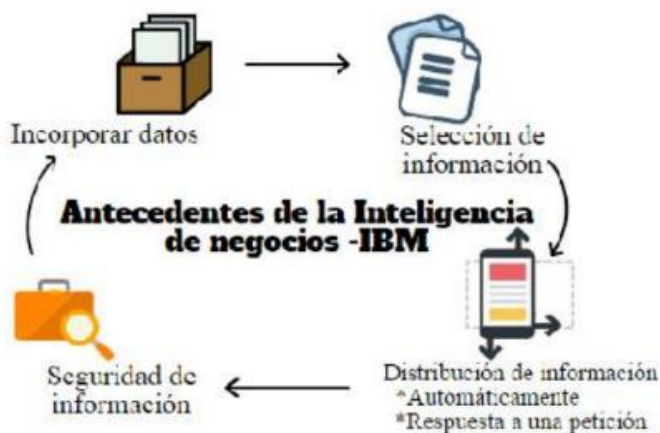 Incorporar datos
Selección de
información
Antecedentes de la Inteligencia
de negocios -IBM
Distribución de información
*Automáticamente
*Respuesta a una petición
Seguridad de
información